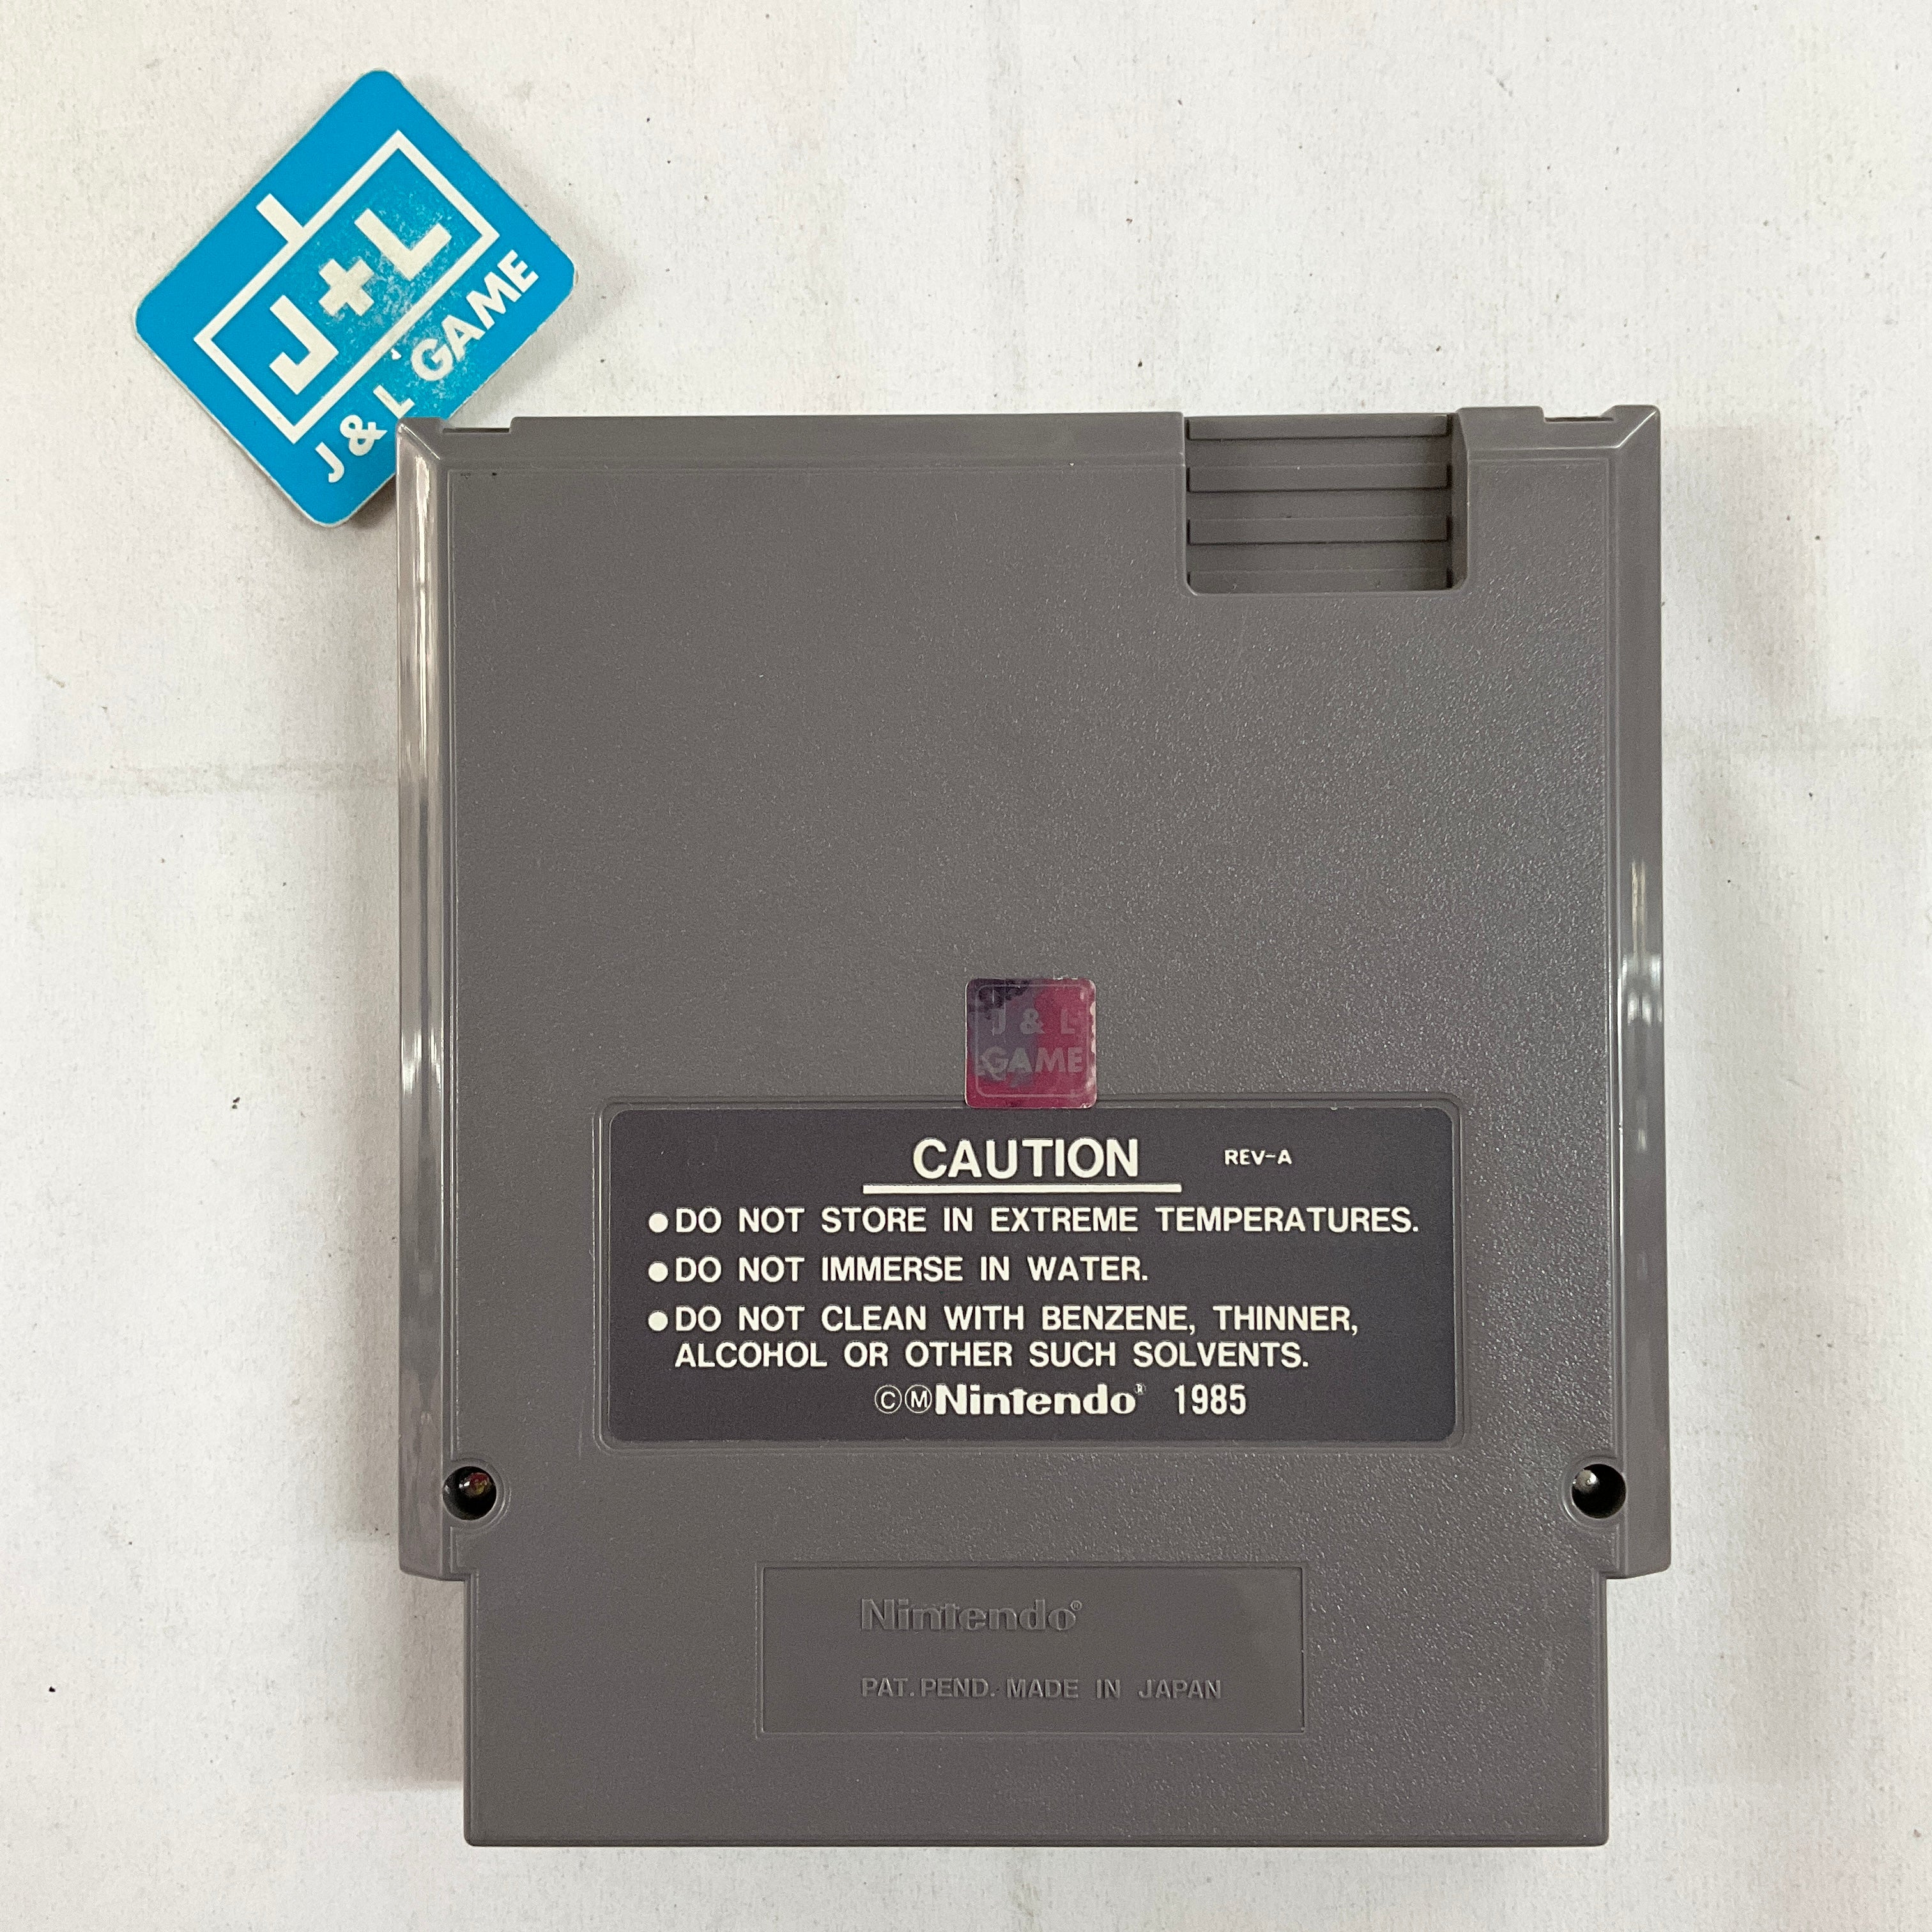 J+L
J & L GAME
J & L
GAME
CAUTION REV-A
●DO NOT STORE IN EXTREME TEMPERATURES.
●DO NOT IMMERSE IN WATER.
●DO NOT CLEAN WITH BENZENE, THINNER,
ALCOHOL OR OTHER SUCH SOLVENTS.
©ⓂNintendo® 1985
Nintendo®
PAT. PEND. MADE IN JAPAN